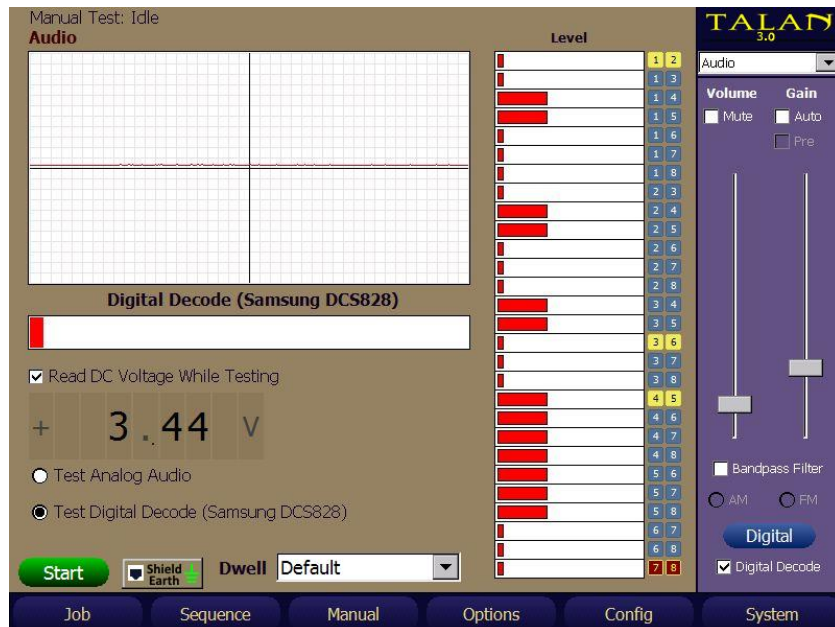 Manual Test: Idle
Audio
Level
TALAN
3.0
Audio
Volume Gain
Mute Auto
Pre
1 2
1 3
1 4
1 5
1 6
1 7
1 8
2 3
2 4
2 5
2 6
2 7
2 8
3 4
3 5
3 6
3 7
3 8
4 5
4 6
4 7
4 8
5 6
5 7
5 8
6 7
6 8
7 8
Digital Decode (Samsung DCS828)
Read DC Voltage While Testing
+ 3.44 V
Test Analog Audio
Test Digital Decode (Samsung DCS828)
Start
Shield
Earth
Dwell Default
Bandpass Filter
AM FM
Digital
Digital Decode
Job Sequence Manual Options Config System